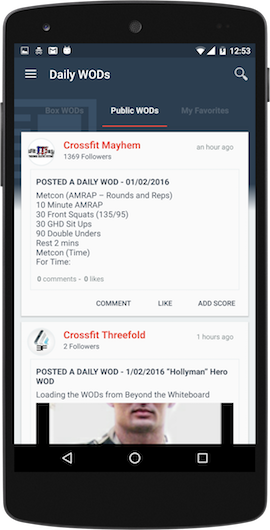 12:53
Daily WODs
Box WODs
Public WODs
My Favorites
Crossfit Mayhem
an hour ago
1369 Followers
POSTED A DAILY WOD - 01/02/2016
Metcon (AMRAP – Rounds and Reps)
10 Minute AMRAP
30 Front Squats (135/95)
30 GHD Sit Ups
90 Double Unders
Rest 2 mins
Metcon (Time)
For Time:
0 comments - 0 likes
COMMENT
LIKE
ADD SCORE
Crossfit Threefold
1 hours ago
2 Followers
POSTED A DAILY WOD - 1/02/2016 “Hollyman” Hero
WOD
Loading the WODs from Beyond the Whiteboard